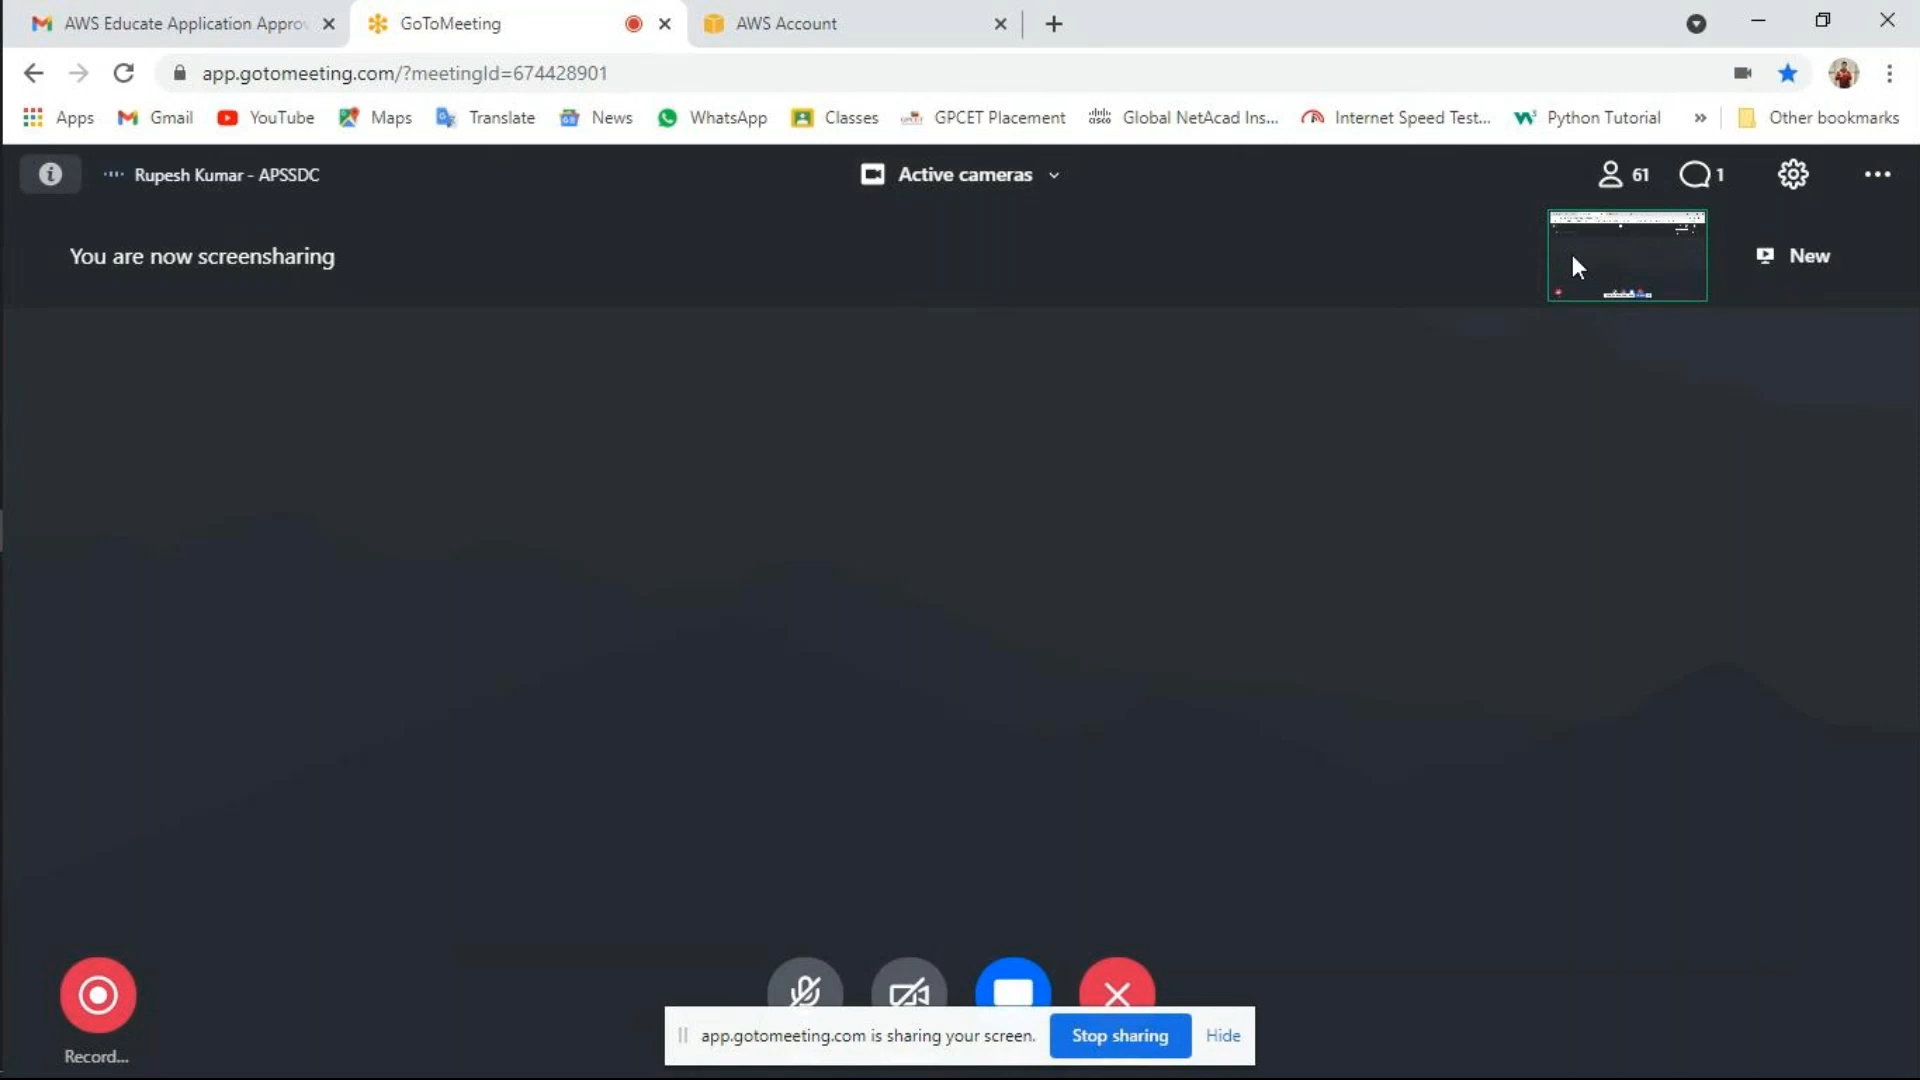 AWS Educate Application Appro
GoToMeeting
AWS Account
app.gotomeeting.com/?meetingId=674428901
Apps
Gmail
YouTube
Maps
Translate
News
WhatsApp
Classes
GPCET Placement
Global NetAcad Ins...
Internet Speed Test...
Python Tutorial
Other bookmarks
Rupesh Kumar - APSSDC
Active cameras
61
1
You are now screensharing
New
app.gotomeeting.com is sharing your screen.
Stop sharing
Hide
Record...